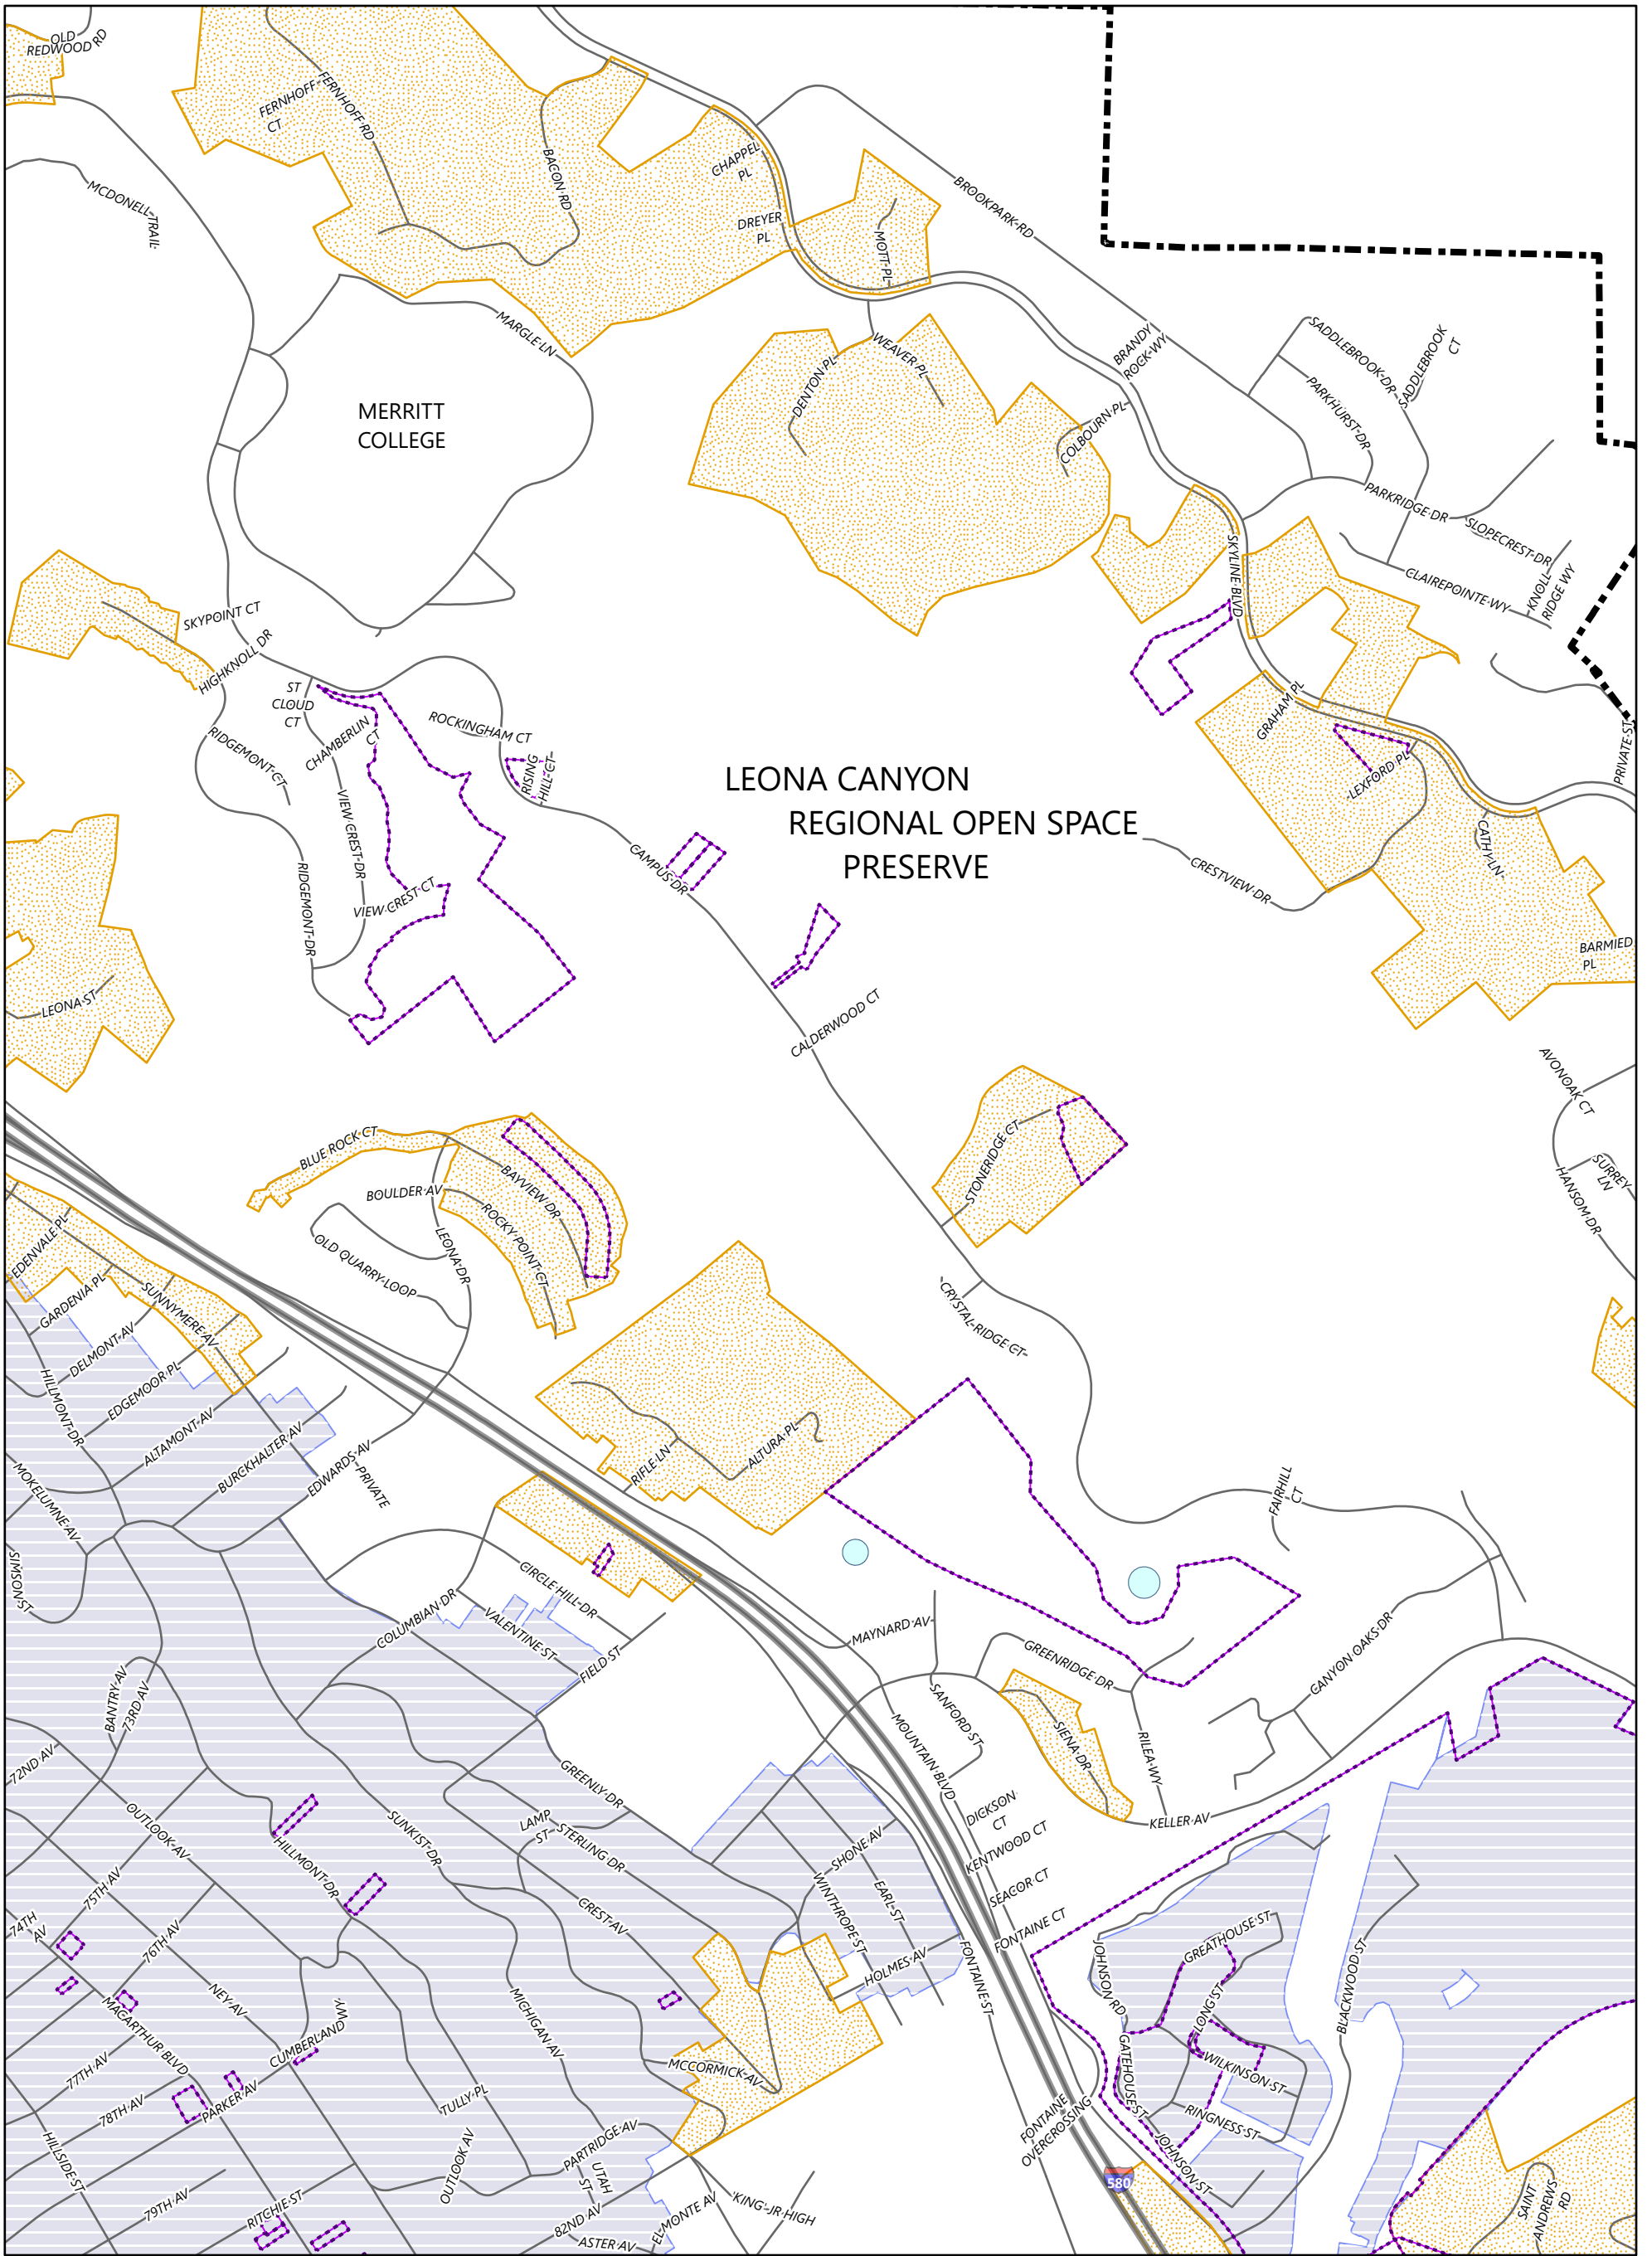 OLD
REDWOOD RD
FERNHOFF
CT
FERNHOFF RD
BACON RD
CHAPPEL
PL
DREYER
PL
MOTT PL
BROOKPARK RD
MCDONELL TRAIL
MARGLE LN
MERRITT
COLLEGE
DENTON PL
WEAVER PL
COLBOURN PL
BRANDY
ROCK WY
SADDLEBROOK DR
SADDLEBROOK
CT
PARKHURST DR
PARKRIDGE DR
SLOPECREST DR
CLAIREPOINTE WY
KNOLL
RIDGE WY
SKYLINE BLVD
SKYPOINT CT
HIGHKNOLL DR
ST
CLOUD
CT
CHAMBERLIN
CT
RIDGEMONT CT
ROCKINGHAM CT
RISING
HILL CT
GRAHAM PL
LEXFORD PL
PRIVATE ST
LEONA CANYON
REGIONAL OPEN SPACE
PRESERVE
VIEW CREST DR
VIEW CREST CT
RIDGEMONT DR
CAMPUS DR
CRESTVIEW DR
CATHY LN
BARMIED
PL
LEONA ST
CALDERWOOD CT
AVONOAK CT
SURREY
LN
HANSOM DR
BLUE ROCK CT
BOULDER AV
BAYVIEW DR
ROCKY POINT CT
LEONA DR
OLD QUARRY LOOP
STONERIDGE CT
CRYSTAL RIDGE CT
EDENVALE PL
GARDENIA PL
SUNNYMERE AV
DELMONT AV
EDGEMOOR PL
HILLMONT DR
ALTAMONT AV
BURCKHALTER AV
EDWARDS AV
PRIVATE
MOKELUMNE AV
SIMSON ST
RIFLE LN
ALTURA PL
FAIRHILL
CT
CIRCLE HILL DR
COLUMBIAN DR
VALENTINE ST
FIELD ST
MAYNARD AV
GREENRIDGE DR
CANYON OAKS DR
SANFORD ST
MOUNTAIN BLVD
SIENA DR
RILEA WY
KELLER AV
DICKSON
CT
KENTWOOD CT
SEACOR CT
FONTAINE CT
BANTRY AV
73RD AV
72ND AV
OUTLOOK AV
HILLMONT DR
SUNKIST DR
GREENLY DR
LAMP
ST
STERLING DR
CREST AV
SHONE AV
WINTHROPE ST
EARL ST
HOLMES AV
FONTAINE ST
75TH AV
74TH
AV
76TH AV
NEY AV
MACARTHUR BLVD
CUMBERLAND
WY
MICHIGAN AV
MCCORMICK AV
77TH AV
78TH AV
PARKER AV
TULLY PL
OUTLOOK AV
PARTRIDGE AV
UTAH
ST
HILLSIDE ST
79TH AV
RITCHIE ST
82ND AV
ASTER AV
EL MONTE AV
KING JR HIGH
JOHNSON RD
GREATHOUSE ST
LONG ST
GATEHOUSE ST
WILKINSON ST
RINGNESS ST
JOHNSON ST
BLACKWOOD ST
FONTAINE
OVERCROSSING
580
SAINT
ANDREWS
RD